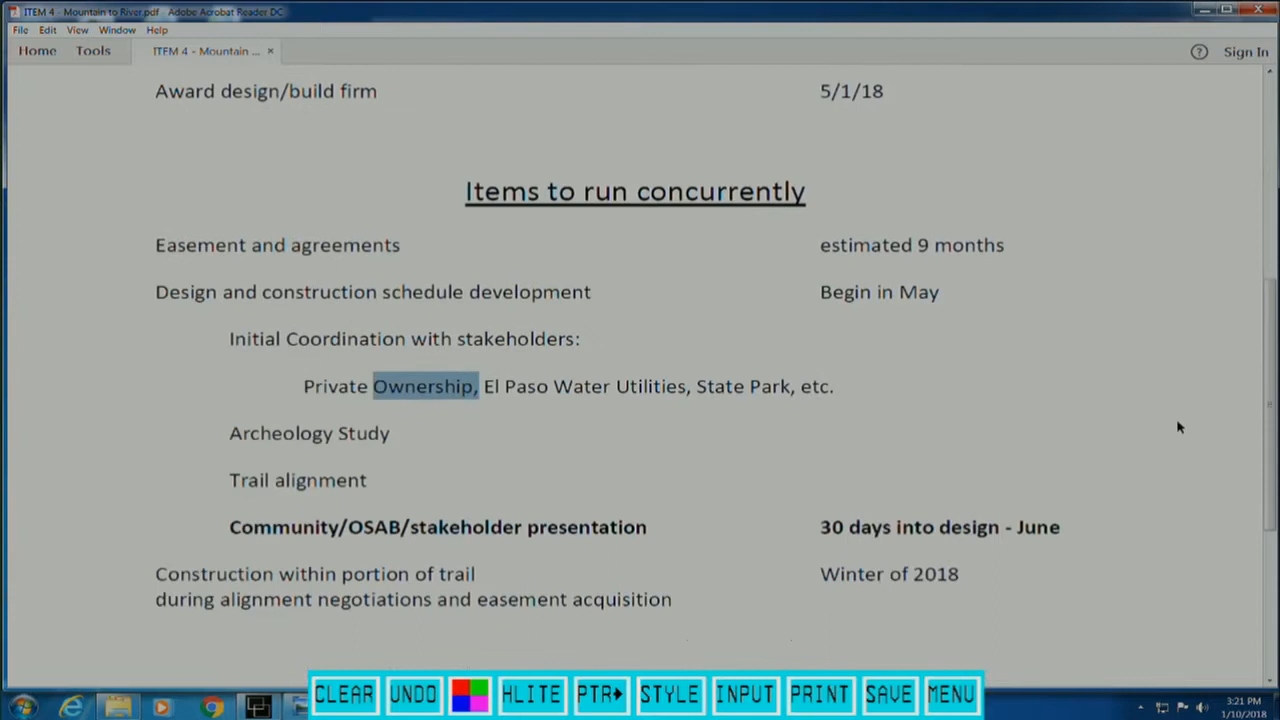 ITEM 4 - Mountain to River.pdf - Adobe Acrobat Reader DC
File Edit View Window Help
Home Tools ITEM 4 - Mountain ... × ? Sign In
Award design/build firm 5/1/18
Items to run concurrently
Easement and agreements estimated 9 months
Design and construction schedule development Begin in May
Initial Coordination with stakeholders:
Private Ownership, El Paso Water Utilities, State Park, etc.
Archeology Study
Trail alignment
Community/OSAB/stakeholder presentation 30 days into design - June
Construction within portion of trail Winter of 2018
during alignment negotiations and easement acquisition
CLEAR UNDO HLITE PTR STYLE INPUT PRINT SAVE MENU
3:21 PM
1/10/2018